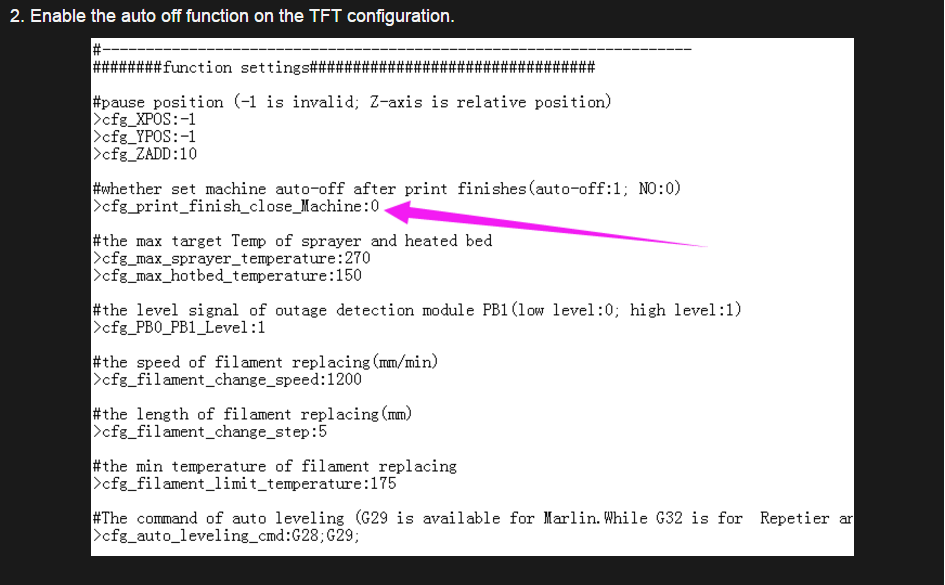 2. Enable the auto off function on the TFT configuration.
#--------------------------------------------------------------------
########function settings#################################
#pause position (-1 is invalid; Z-axis is relative position)
>cfg_XPOS:-1
>cfg_YPOS:-1
>cfg_ZADD:10
#whether set machine auto-off after print finishes(auto-off:1; NO:0)
>cfg_print_finish_close_Machine:0
#the max target Temp of sprayer and heated bed
>cfg_max_sprayer_temperature:270
>cfg_max_hotbed_temperature:150
#the level signal of outage detection module PB1(low level:0; high level:1)
>cfg_PB0_PB1_Level:1
#the speed of filament replacing(mm/min)
>cfg_filament_change_speed:1200
#the length of filament replacing(mm)
>cfg_filament_change_step:5
#the min temperature of filament replacing
>cfg_filament_limit_temperature:175
#The command of auto leveling (G29 is available for Marlin.While G32 is for  Repetier ar
>cfg_auto_leveling_cmd:G28;G29;